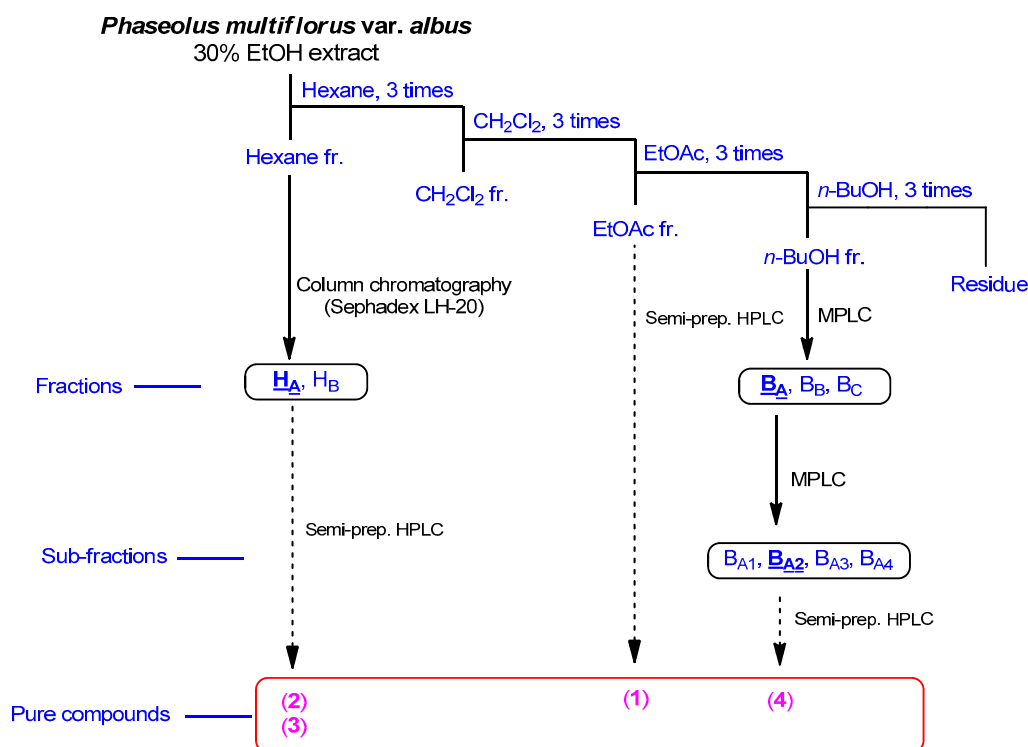 Phaseolus multiflorus var. albus
30% EtOH extract
Hexane, 3 times
CH2Cl2, 3 times
EtOAc, 3 times
n-BuOH, 3 times
Hexane fr.
CH2Cl2 fr.
EtOAc fr.
n-BuOH fr.
Residue
Column chromatography
(Sephadex LH-20)
Semi-prep. HPLC
MPLC
Fractions
HA, HB
BA, BB, BC
MPLC
Semi-prep. HPLC
Sub-fractions
BA1, BA2, BA3, BA4
Semi-prep. HPLC
Pure compounds
(2)
(3)
(1)
(4)